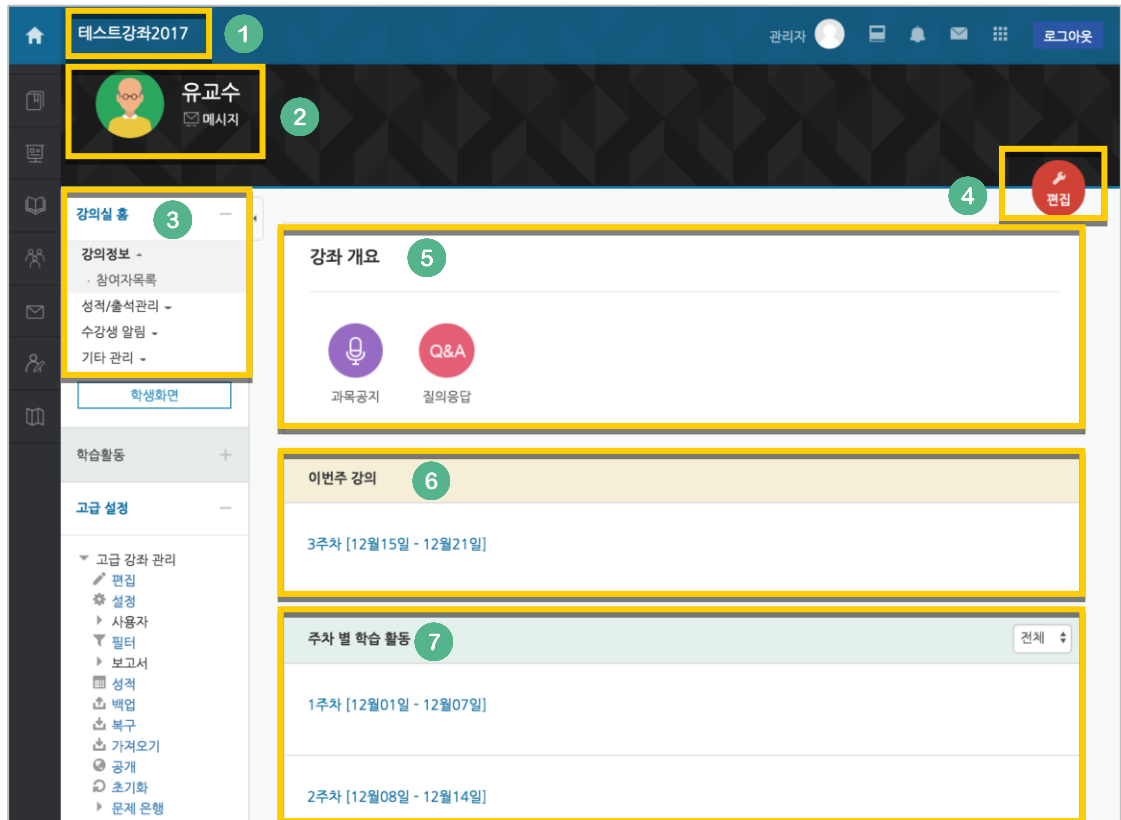 테스트강좌2017
1
관리자
로그아웃
유교수
메시지
2
4
편집
강의실 홈
3
강의정보
· 참여자목록
성적/출석관리
수강생 알림
기타 관리
학생화면
학습활동
고급 설정
고급 강좌 관리
편집
설정
사용자
필터
보고서
성적
백업
복구
가져오기
공개
초기화
문제 은행
강좌 개요
5
Q&A
과목공지
질의응답
이번주 강의
6
3주차 [12월15일 - 12월21일]
주차 별 학습 활동
7
전체
1주차 [12월01일 - 12월07일]
2주차 [12월08일 - 12월14일]